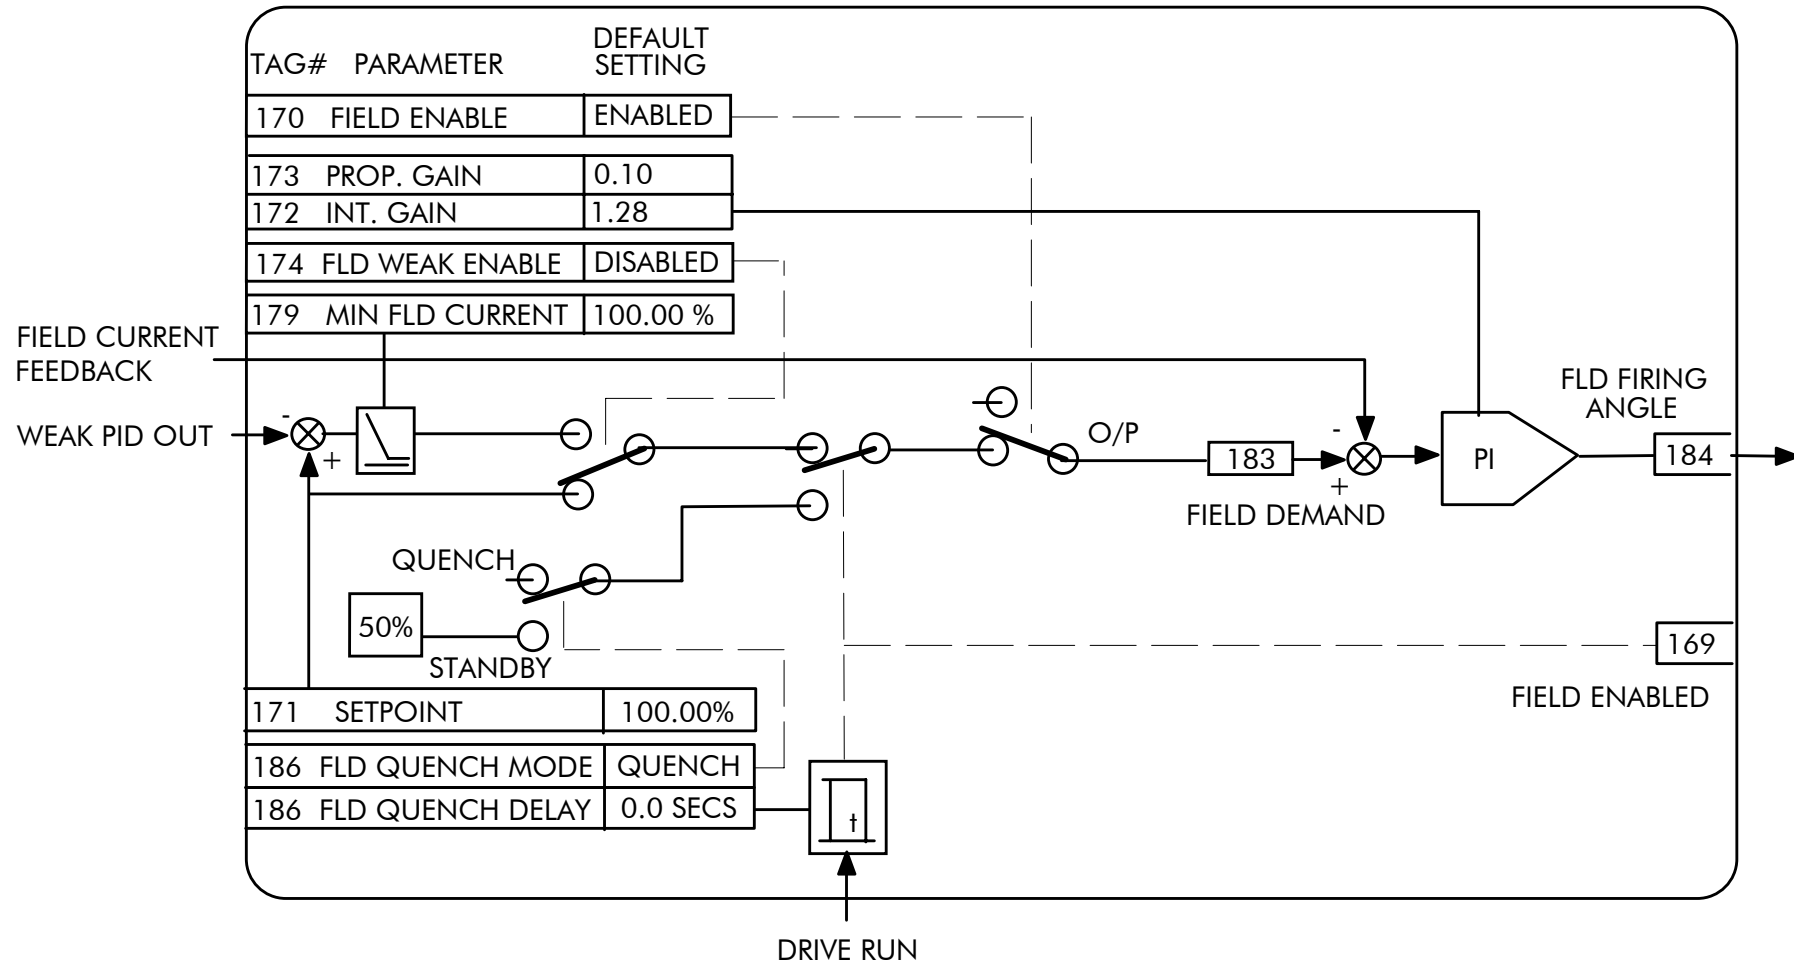 TAG# PARAMETER DEFAULT
SETTING
170 FIELD ENABLE ENABLED
173 PROP. GAIN 0.10
172 INT. GAIN 1.28
174 FLD WEAK ENABLE DISABLED
179 MIN FLD CURRENT 100.00 %
FIELD CURRENT
FEEDBACK
WEAK PID OUT
-
+
O/P
183
FIELD DEMAND
-
+
PI
FLD FIRING
ANGLE
184
QUENCH
50%
STANDBY
169
FIELD ENABLED
171 SETPOINT 100.00%
186 FLD QUENCH MODE QUENCH
186 FLD QUENCH DELAY 0.0 SECS
t
DRIVE RUN